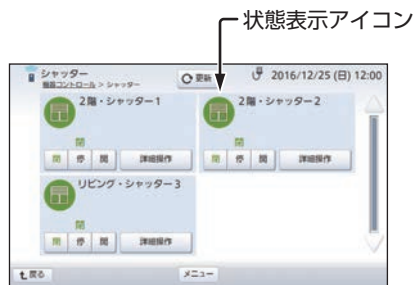 状態表示アイコン
シャッター
機器コントロール > シャッター
更新
2016/12/25 (日) 12:00
2階・シャッター1
閉
閉 停 開 詳細操作
2階・シャッター2
閉
閉 停 開 詳細操作
リビング・シャッター3
閉
閉 停 開 詳細操作
戻る
メニュー